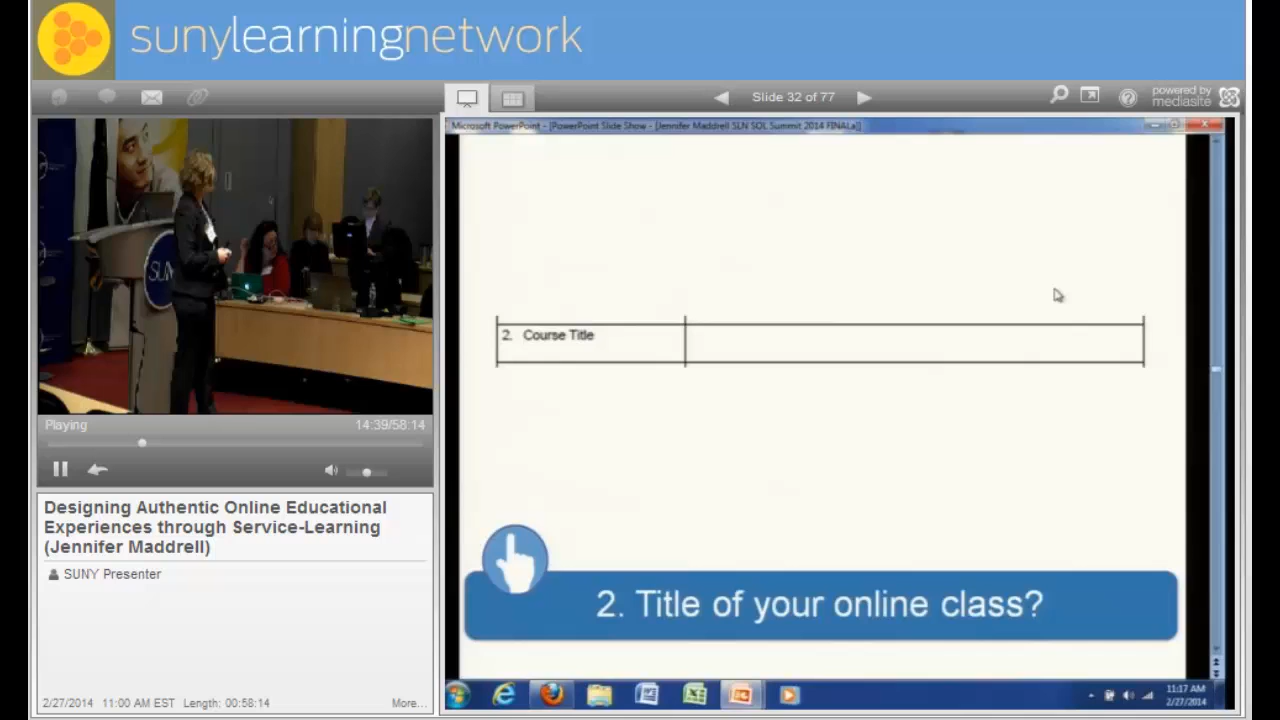 sunylearningnetwork
Slide 32 of 77
powered by
mediasite
Microsoft PowerPoint - [PowerPoint Slide Show - [Jennifer Maddrell SLN SOL Summit 2014 FINALa]]
SUN
2. Course Title
Playing
14:39/58:14
Designing Authentic Online Educational
Experiences through Service-Learning
(Jennifer Maddrell)
SUNY Presenter
2. Title of your online class?
2/27/2014 11:00 AM EST Length: 00:58:14
More...
11:17 AM
2/27/2014